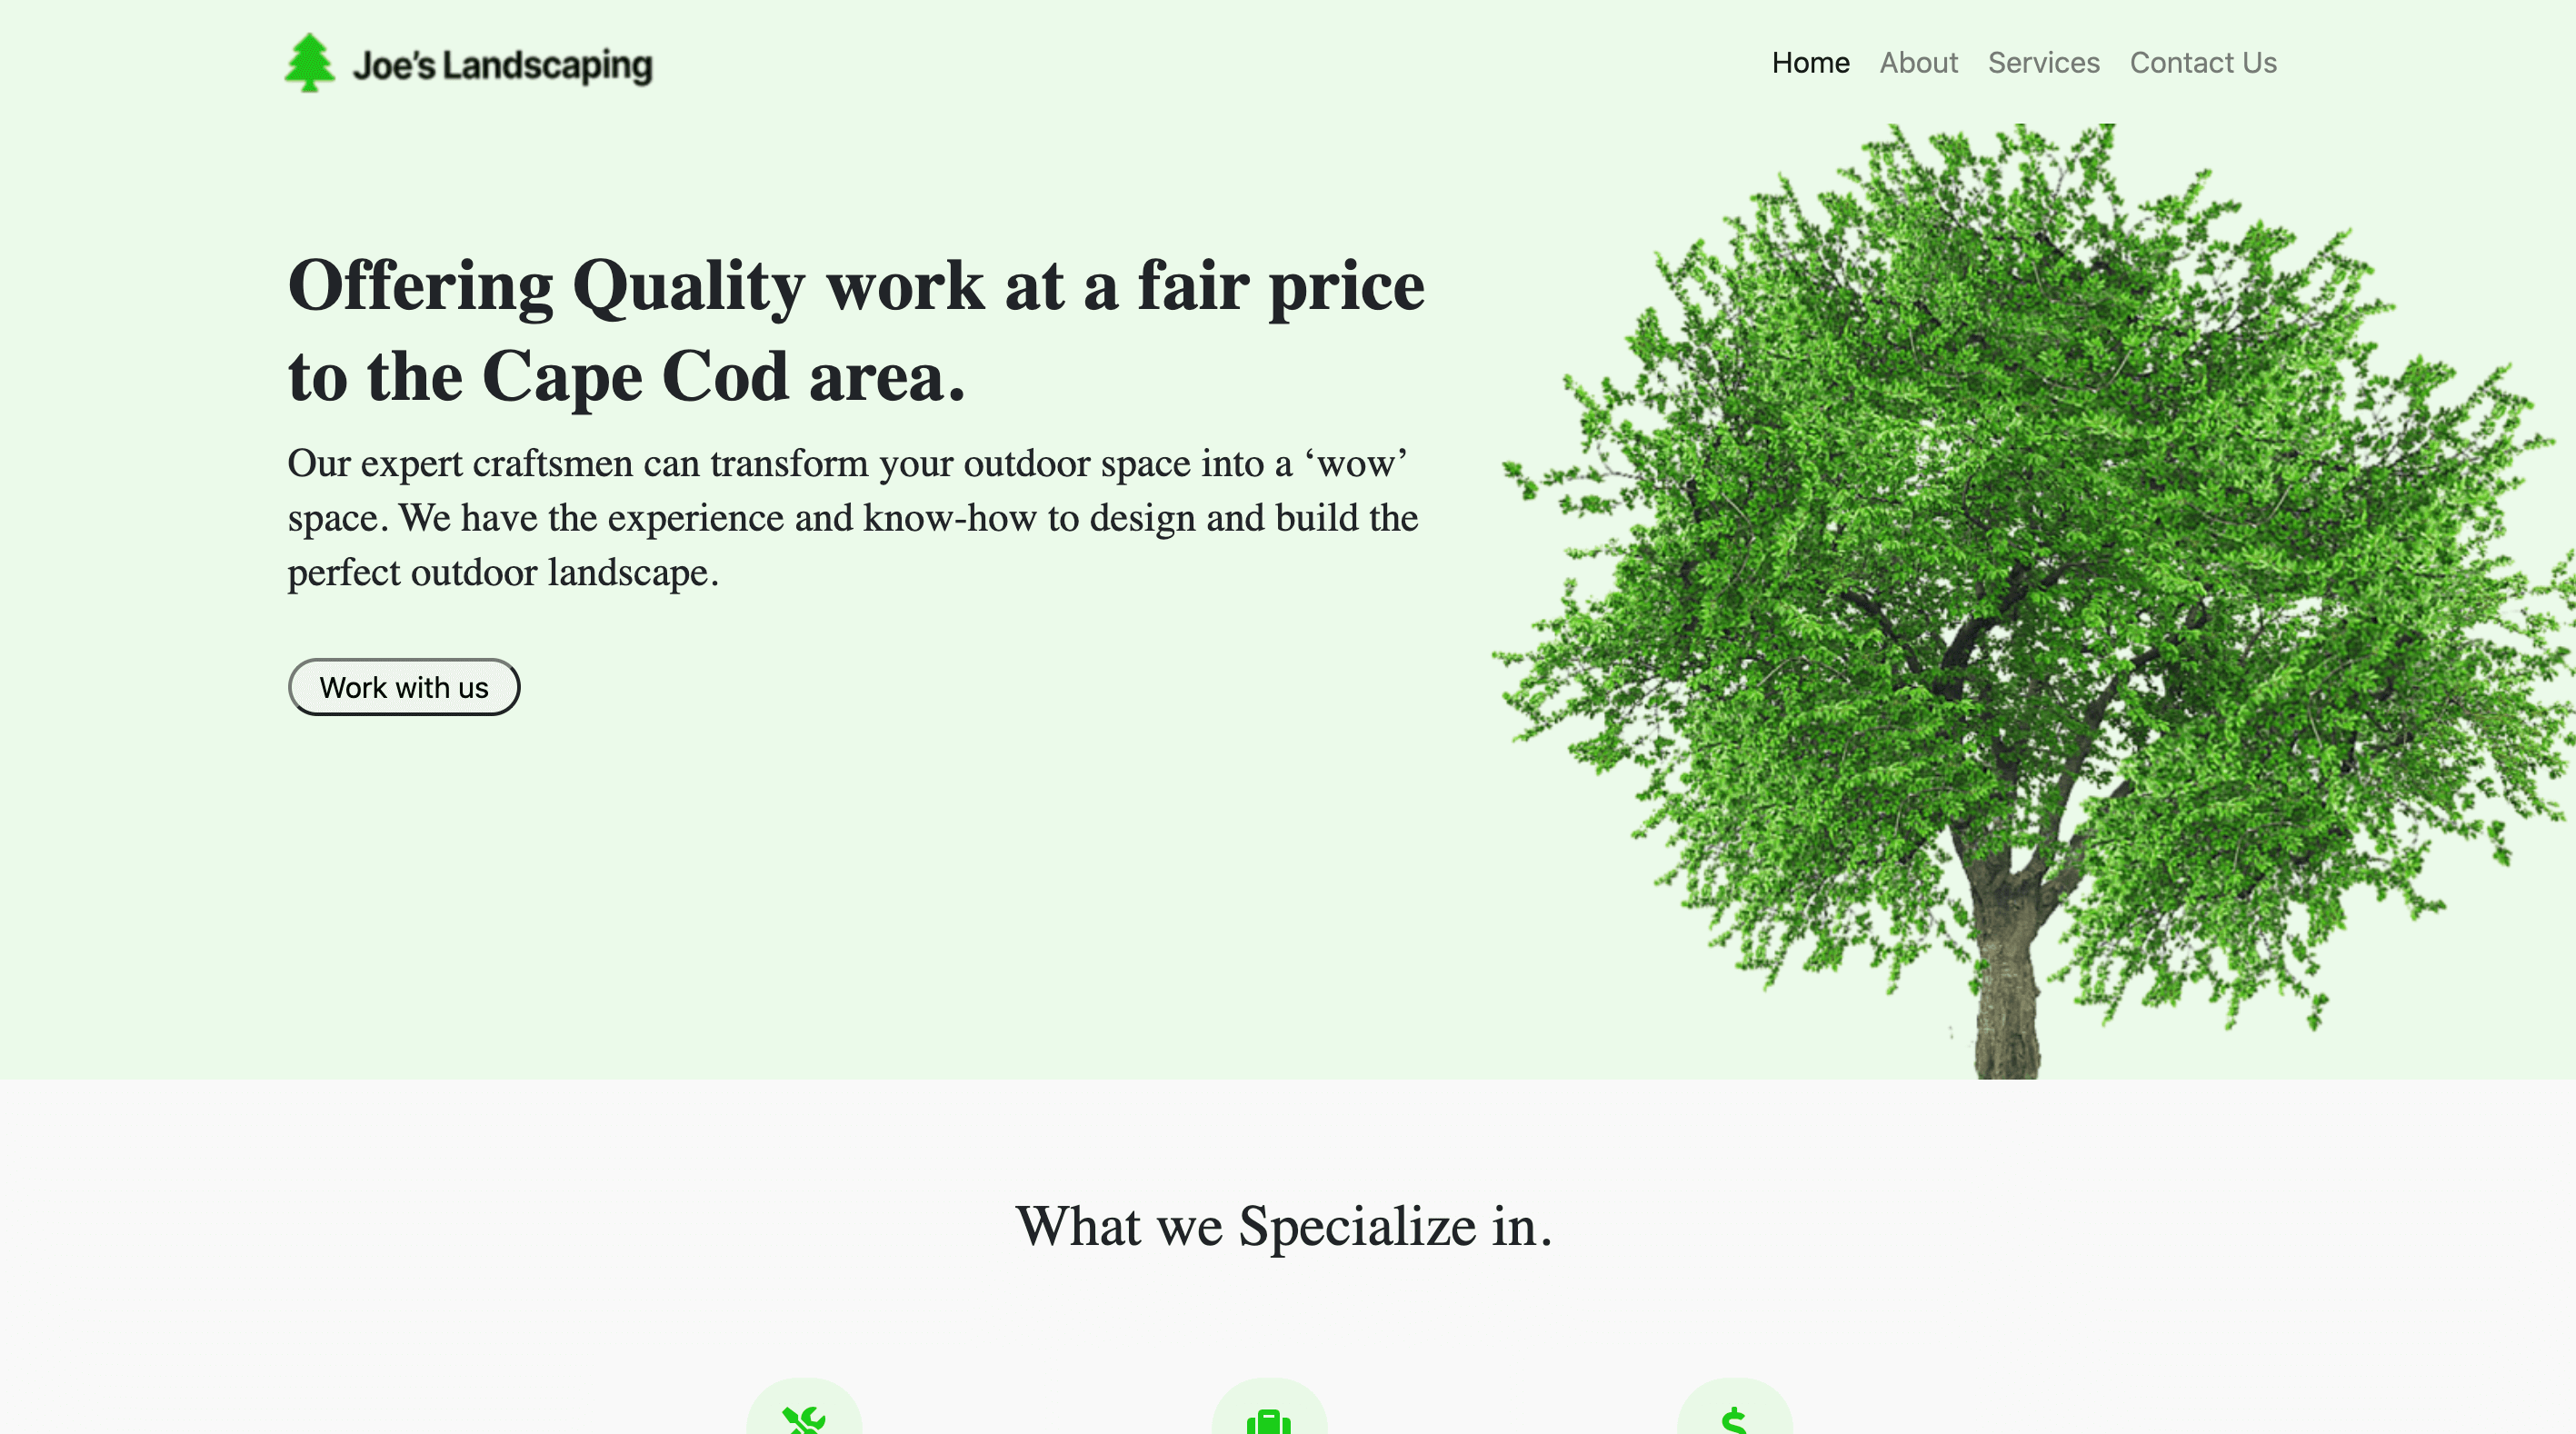 Joe's Landscaping
Home About Services Contact Us
Offering Quality work at a fair price
to the Cape Cod area.
Our expert craftsmen can transform your outdoor space into a ‘wow’
space. We have the experience and know-how to design and build the
perfect outdoor landscape.
Work with us
What we Specialize in.